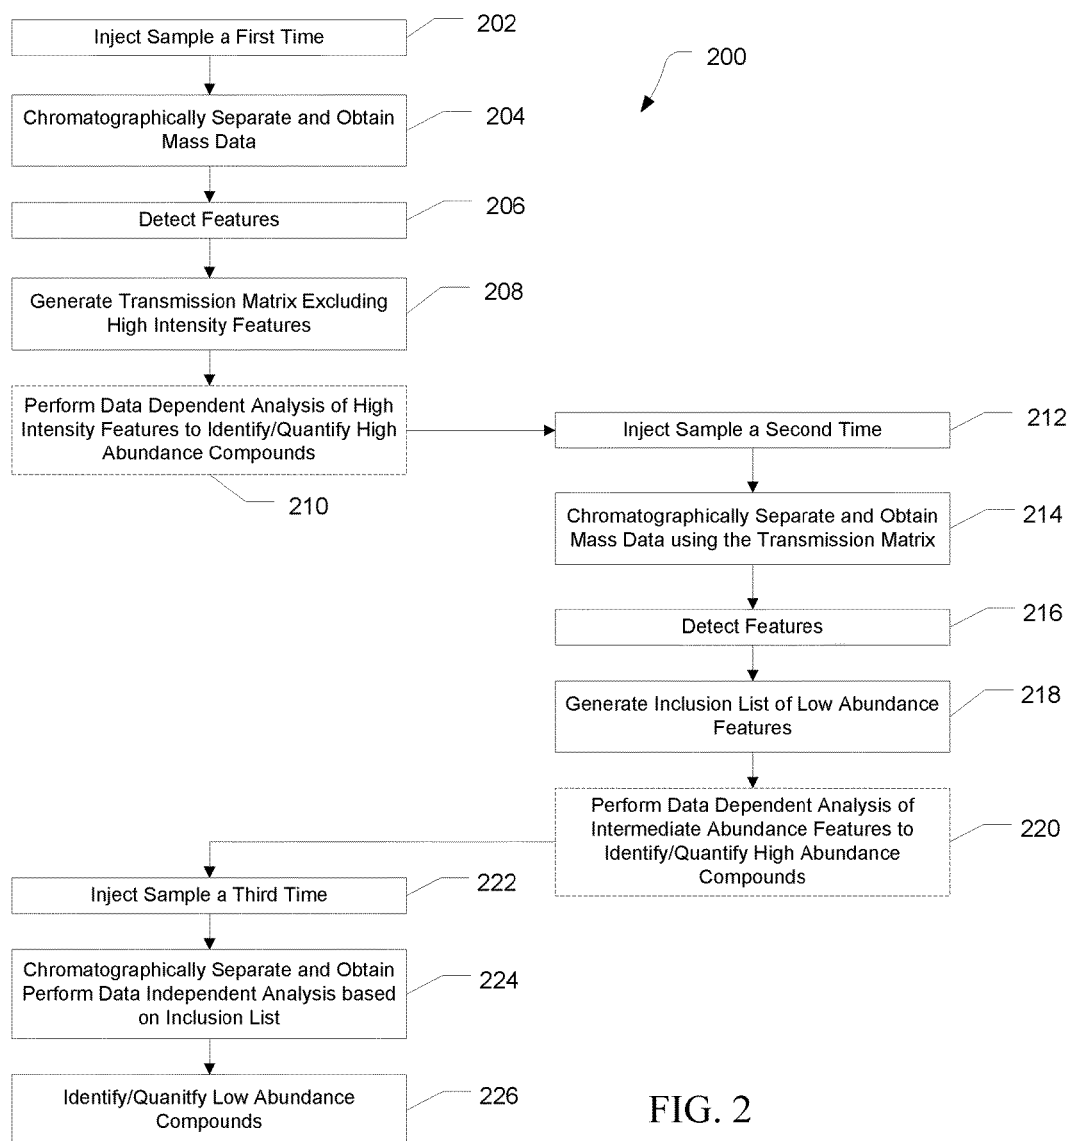 Inject Sample a First Time
202
200
Chromatographically Separate and Obtain
Mass Data
204
Detect Features
206
Generate Transmission Matrix Excluding
High Intensity Features
208
Perform Data Dependent Analysis of High
Intensity Features to Identify/Quantify High
Abundance Compounds
210
Inject Sample a Second Time
212
Chromatographically Separate and Obtain
Mass Data using the Transmission Matrix
214
Detect Features
216
Generate Inclusion List of Low Abundance
Features
218
Perform Data Dependent Analysis of
Intermediate Abundance Features to
Identify/Quantify High Abundance
Compounds
220
Inject Sample a Third Time
222
Chromatographically Separate and Obtain
Perform Data Independent Analysis based
on Inclusion List
224
Identify/Quanitfy Low Abundance
Compounds
226
FIG. 2